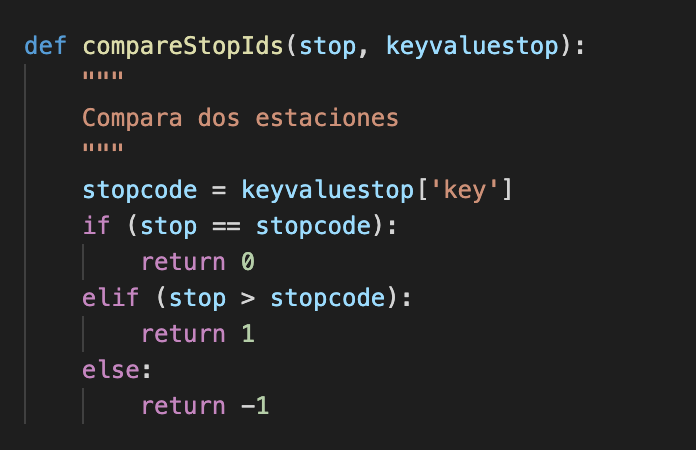 def compareStopIds(stop, keyvaluestop):
    """
    Compara dos estaciones
    """
    stopcode = keyvaluestop['key']
    if (stop == stopcode):
        return 0
    elif (stop > stopcode):
        return 1
    else:
        return -1